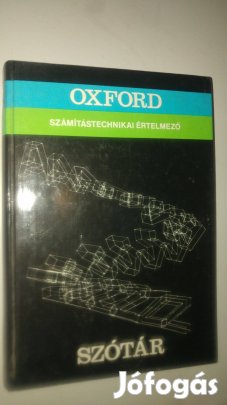 OXFORD
SZÁMÍTÁSTECHNIKAI ÉRTELMEZŐ
SZÓTÁR
Jófogás